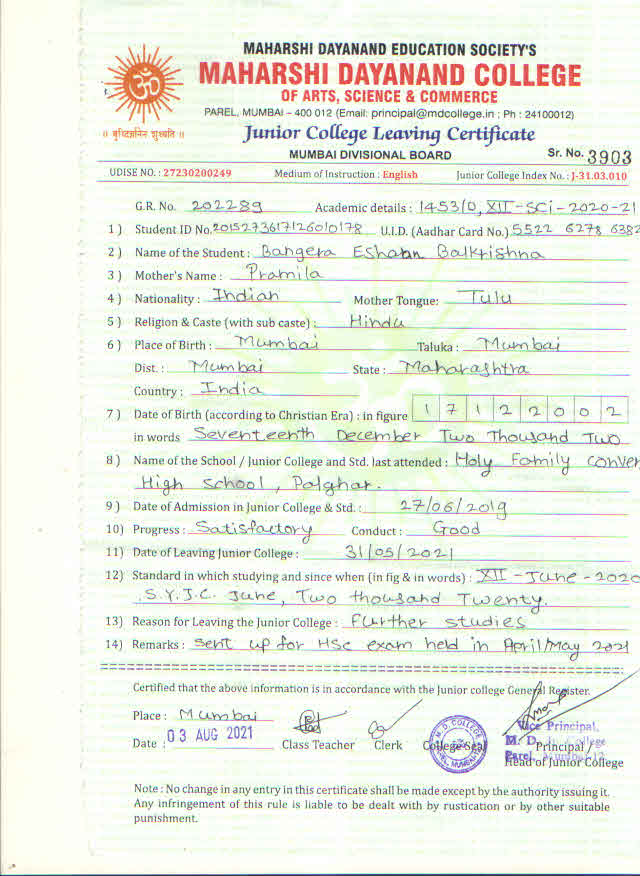 MAHARSHI DAYANAND EDUCATION SOCIETY'S
MAHARSHI DAYANAND COLLEGE
OF ARTS, SCIENCE & COMMERCE
PAREL, MUMBAI – 400 012 (Email: principal@mdcollege.in : Ph : 24100012)
Junior College Leaving Certificate
MUMBAI DIVISIONAL BOARD Sr. No. 3903
UDISE NO. : 27230200249 Medium of Instruction : English Junior College Index No. : J-31.03.010
G.R. No. 202289 Academic details : 1453/0, XII-SCI-2020-21
1) Student ID No. 2015273617126010178 U.I.D. (Aadhar Card No.) 5522 6278 6382
2) Name of the Student : Bangera Eshaan Balkrishna
3) Mother's Name : Pramila
4) Nationality : Indian Mother Tongue: Tulu
5) Religion & Caste (with sub caste) : Hindu
6) Place of Birth : Mumbai Taluka : Mumbai
Dist. : Mumbai State : Maharashtra
Country : India
7) Date of Birth (according to Christian Era) : in figure 1 7 1 2 2 0 0 2
in words Seventeenth December Two Thousand Two
8) Name of the School / Junior College and Std. last attended : Holy Family Conven
High School, Palghar.
9) Date of Admission in Junior College & Std. : 27/06/2019
10) Progress : Satisfactory Conduct : Good
11) Date of Leaving Junior College : 31/05/2021
12) Standard in which studying and since when (in fig & in words) : XII - June - 2020
S.Y.J.C. June, Two thousand Twenty.
13) Reason for Leaving the Junior College : Further studies
14) Remarks : Sent up for HSC exam held in April/May 2021
Certified that the above information is in accordance with the Junior college General Register.
Place : Mumbai
Date : 03 AUG 2021 Class Teacher Clerk College Seal Principal /
Head of Junior College
Vice Principal,
M. D. College
Parel, Mumbai-12
Note : No change in any entry in this certificate shall be made except by the authority issuing it.
Any infringement of this rule is liable to be dealt with by rustication or by other suitable
punishment.